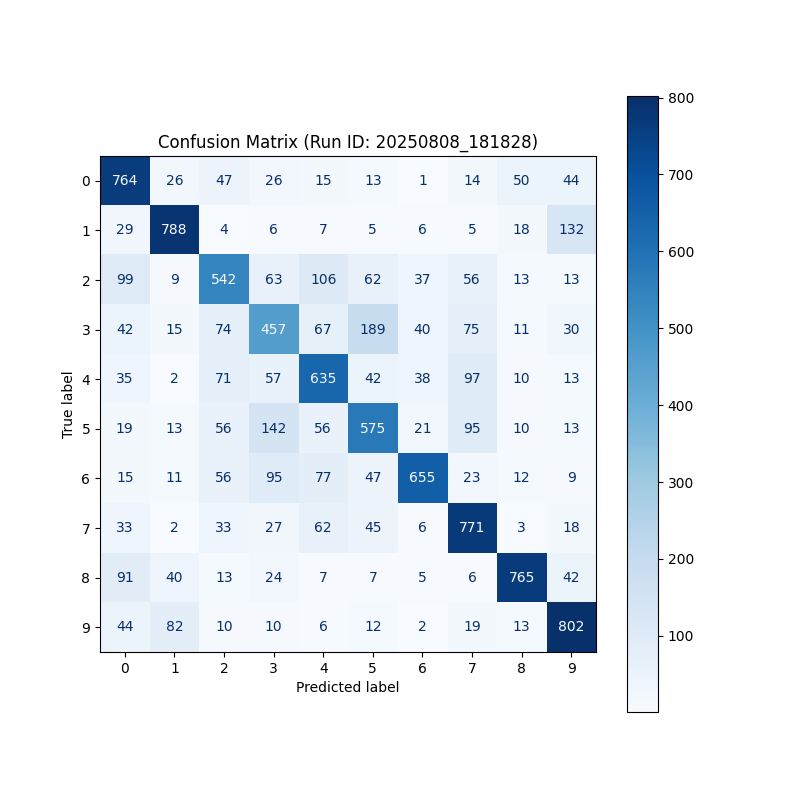 Confusion Matrix (Run ID: 20250808_181828)
True label
0 764 26 47 26 15 13 1 14 50 44
1 29 788 4 6 7 5 6 5 18 132
2 99 9 542 63 106 62 37 56 13 13
3 42 15 74 457 67 189 40 75 11 30
4 35 2 71 57 635 42 38 97 10 13
5 19 13 56 142 56 575 21 95 10 13
6 15 11 56 95 77 47 655 23 12 9
7 33 2 33 27 62 45 6 771 3 18
8 91 40 13 24 7 7 5 6 765 42
9 44 82 10 10 6 12 2 19 13 802
0 1 2 3 4 5 6 7 8 9
Predicted label
800
700
600
500
400
300
200
100